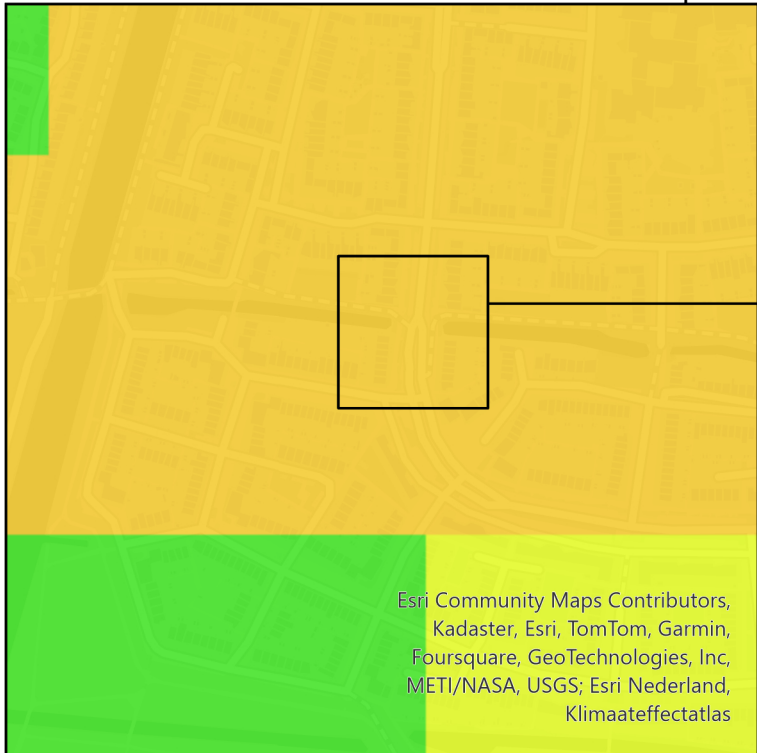 Esri Community Maps Contributors,
Kadaster, Esri, TomTom, Garmin,
Foursquare, GeoTechnologies, Inc,
METI/NASA, USGS; Esri Nederland,
Klimaateffectatlas